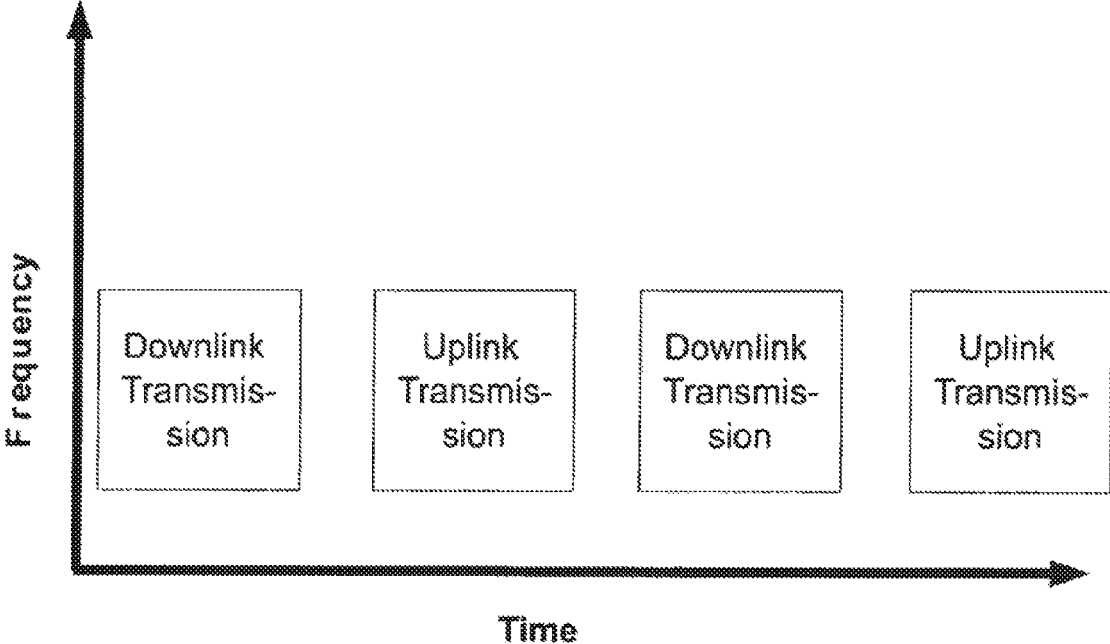 Frequency
Downlink
Transmis-
sion
Uplink
Transmis-
sion
Downlink
Transmis-
sion
Uplink
Transmis-
sion
Time